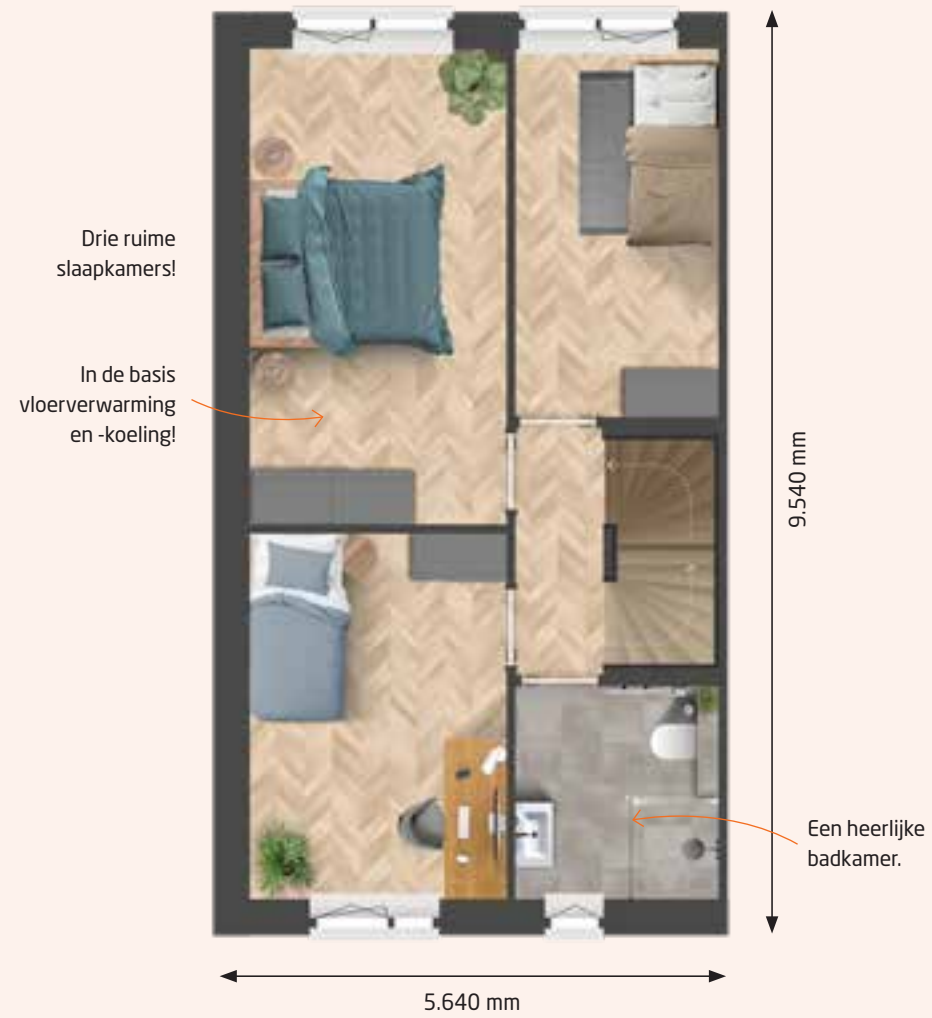 Drie ruime
slaapkamers!
In de basis
vloerverwarming
en -koeling!
9.540 mm
Een heerlijke
badkamer.
5.640 mm